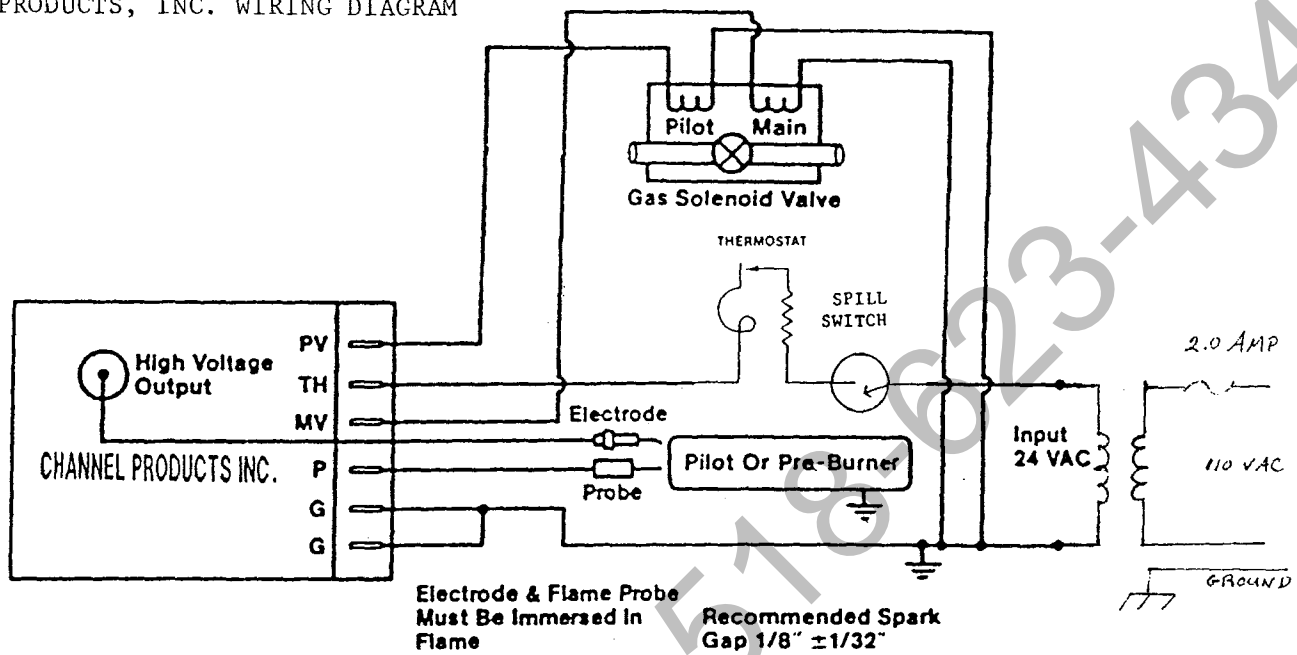 PRODUCTS, INC. WIRING DIAGRAM
Pilot Main
Gas Solenoid Valve
THERMOSTAT
SPILL
SWITCH
2.0 AMP
PV
High Voltage
Output
TH
MV
Electrode
CHANNEL PRODUCTS INC.
P
Probe
Pilot Or Pre-Burner
Input
24 VAC
110 VAC
G
G
GROUND
Electrode & Flame Probe
Must Be Immersed In
Flame
Recommended Spark
Gap 1/8" ±1/32"
518-623-434